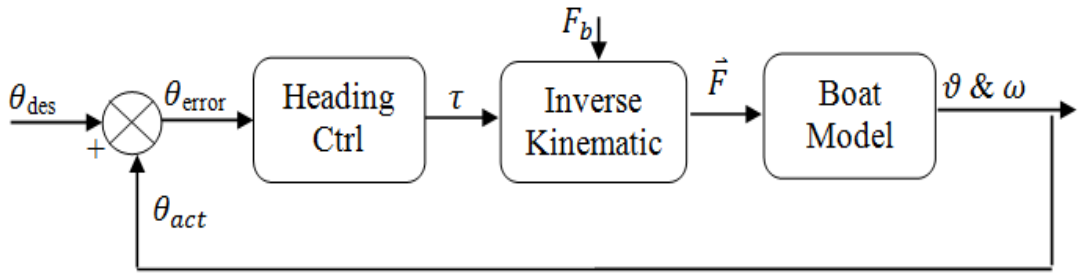 F_b
θ_des
+
θ_error
Heading
Ctrl
τ
Inverse
Kinematic
F⃗
Boat
Model
ϑ & ω
θ_act